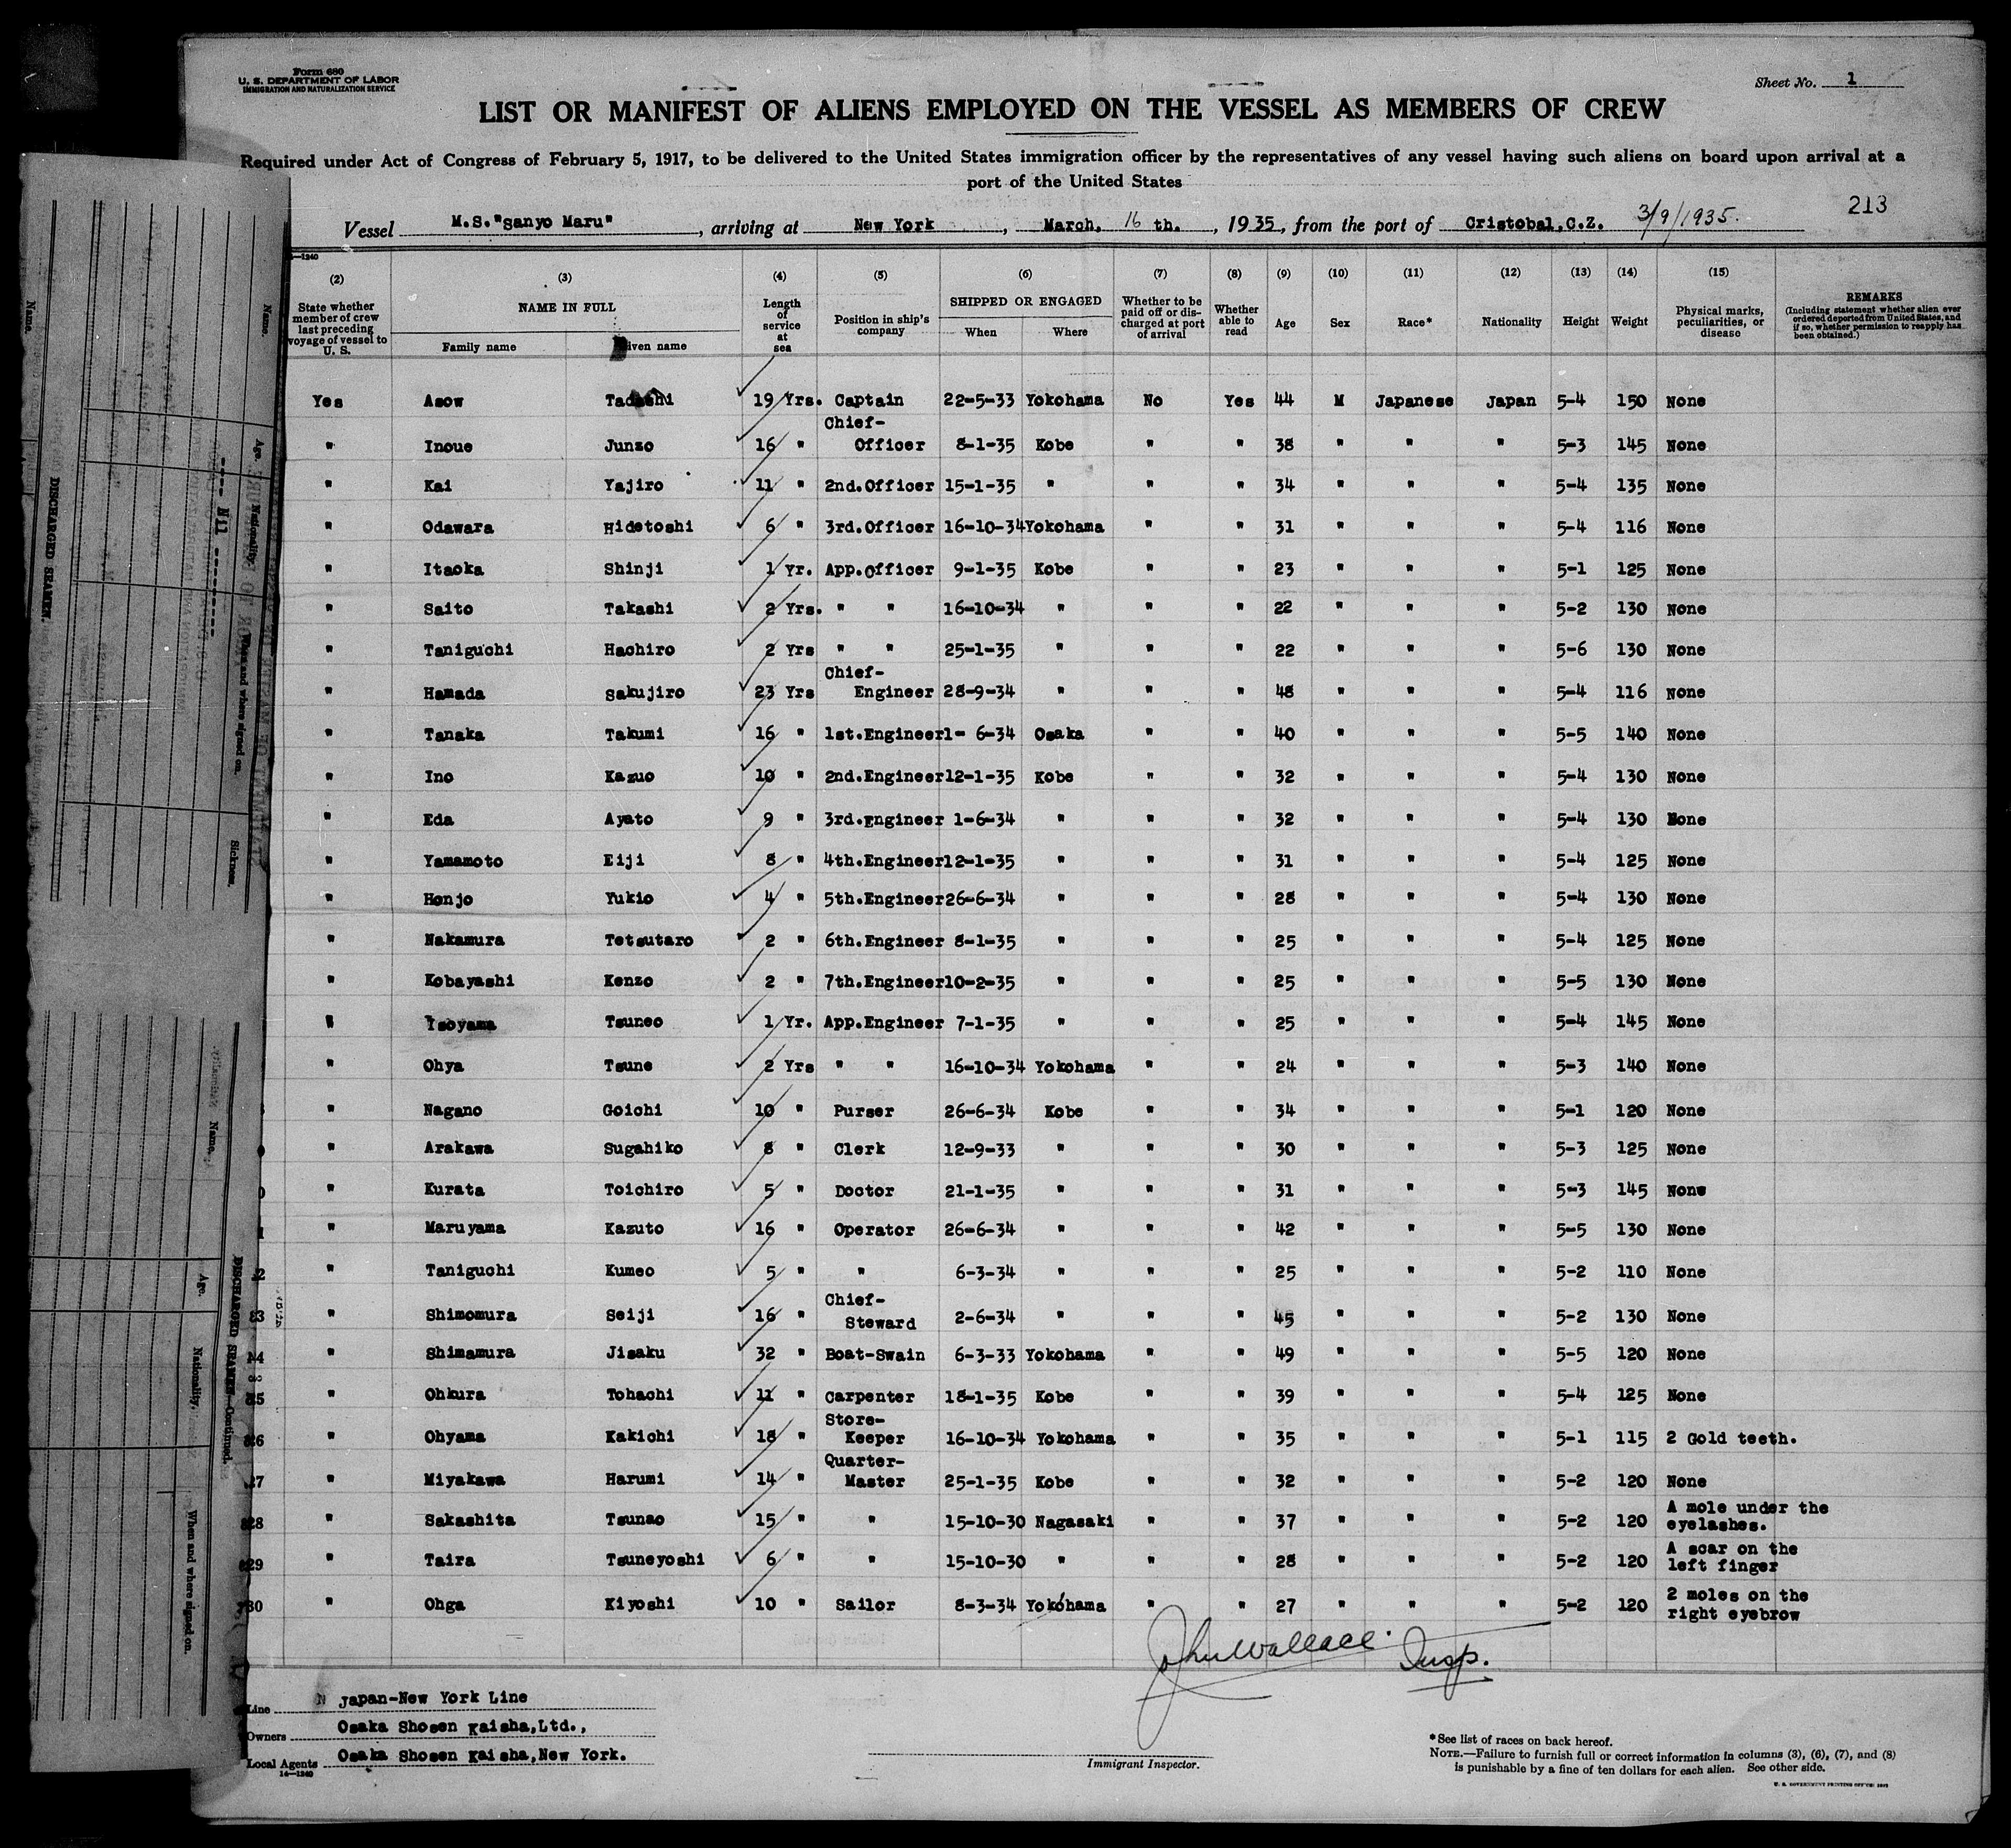 Form 680
U. S. DEPARTMENT OF LABOR
IMMIGRATION AND NATURALIZATION SERVICE
Sheet No. 1
LIST OR MANIFEST OF ALIENS EMPLOYED ON THE VESSEL AS MEMBERS OF CREW
Required under Act of Congress of February 5, 1917, to be delivered to the United States immigration officer by the representatives of any vessel having such aliens on board upon arrival at a
port of the United States
213
Vessel M.S."Sanyo Maru", arriving at New York, March, 16 th., 1935, from the port of Cristobal,C.Z. 3/9/1935.
(2) (3) (4) (5) (6) (7) (8) (9) (10) (11) (12) (13) (14) (15)
State whether member of crew last preceding voyage of vessel to U. S.
NAME IN FULL
Family name
Given name
Length of service at sea
Position in ship's company
SHIPPED OR ENGAGED
When
Where
Whether to be paid off or discharged at port of arrival
Whether able to read
Age
Sex
Race*
Nationality
Height
Weight
Physical marks, peculiarities, or disease
REMARKS
(Including statement whether alien ever ordered deported from United States, and if so, whether permission to reapply has been obtained.)
Yes Asow Tadashi 19 Yrs. Captain 22-5-33 Yokohama No Yes 44 M Japanese Japan 5-4 150 None
" Inoue Junzo 16 " Chief-Officer 8-1-35 Kobe " " 38 " " " 5-3 145 None
" Kai Yajiro 11 " 2nd.Officer 15-1-35 " " " 34 " " " 5-4 135 None
" Odawara Hidetoshi 6 " 3rd.Officer 16-10-34 Yokohama " " 31 " " " 5-4 116 None
" Itaoka Shinji 1 Yr. App.Officer 9-1-35 Kobe " " 23 " " " 5-1 125 None
" Saito Takashi 2 Yrs. " " 16-10-34 " " " 22 " " " 5-2 130 None
" Taniguchi Hachiro 2 Yrs " " 25-1-35 " " " 22 " " " 5-6 130 None
" Hamada Sakujiro 23 Yrs Chief-Engineer 28-9-34 " " " 48 " " " 5-4 116 None
" Tanaka Takumi 16 " 1st.Engineer 1- 6-34 Osaka " " 40 " " " 5-5 140 None
" Ino Kazuo 10 " 2nd.Engineer 12-1-35 Kobe " " 32 " " " 5-4 130 None
" Eda Ayato 9 " 3rd.Engineer 1-6-34 " " " 32 " " " 5-4 130 None
" Yamamoto Eiji 8 " 4th.Engineer 12-1-35 " " " 31 " " " 5-4 125 None
" Honjo Yukio 4 " 5th.Engineer 26-6-34 " " " 28 " " " 5-4 130 None
" Nakamura Tetsutaro 2 " 6th.Engineer 8-1-35 " " " 25 " " " 5-4 125 None
" Kobayashi Kenzo 2 " 7th.Engineer 10-2-35 " " " 25 " " " 5-5 130 None
" Tsuneo 1 Yr. App.Engineer 7-1-35 " " " 25 " " " 5-4 145 None
" Ohya Tsune 2 Yrs " " 16-10-34 Yokohama " " 24 " " " 5-3 140 None
" Nagano Goichi 10 " Purser 26-6-34 Kobe " " 34 " " " 5-1 120 None
" Arakawa Sugahiko 8 " Clerk 12-9-33 " " " 30 " " " 5-3 125 None
" Kurata Toichiro 5 " Doctor 21-1-35 " " " 31 " " " 5-3 145 None
" Maruyama Kazuto 16 " Operator 26-6-34 " " " 42 " " " 5-5 130 None
" Taniguchi Kumeo 5 " " 6-3-34 " " " 25 " " " 5-2 110 None
" Shimomura Seiji 16 " Chief-Steward 2-6-34 " " " 45 " " " 5-2 130 None
" Shimamura Jisaku 32 " Boat-Swain 6-3-33 Yokohama " " 49 " " " 5-5 120 None
" Ohkura Tohachi 11 " Carpenter 18-1-35 Kobe " " 39 " " " 5-4 125 None
" Ohyama Kakichi 18 " Store-Keeper 16-10-34 Yokohama " " 35 " " " 5-1 115 2 Gold teeth.
" Miyakawa Harumi 14 " Quarter-Master 25-1-35 Kobe " " 32 " " " 5-2 120 None
28 " Sakashita Tsunao 15 " " 15-10-30 Nagasaki " " 37 " " " 5-2 120 A mole under the eyelashes.
29 " Taira Tsuneyoshi 6 " " 15-10-30 " " " 28 " " " 5-2 120 A scar on the left finger
30 " Ohga Kiyoshi 10 " Sailor 8-3-34 Yokohama " " 27 " " " 5-2 120 2 moles on the right eyebrow
John Wallace. Insp.
Line Japan-New York Line
Owners Osaka Shosen Kaisha,Ltd.,
Local Agents Osaka Shosen Kaisha,New York.
14—1240
Immigrant Inspector.
*See list of races on back hereof.
NOTE.—Failure to furnish full or correct information in columns (3), (6), (7), and (8)
is punishable by a fine of ten dollars for each alien. See other side.
Name.
DISCHARGED SEAMEN.
Name.
Age.
Nationality.
When and where signed on.
Sickness.
Nil
Name.
Age.
Nationality.
When and where signed on.
DISCHARGED SEAMEN—Continued.